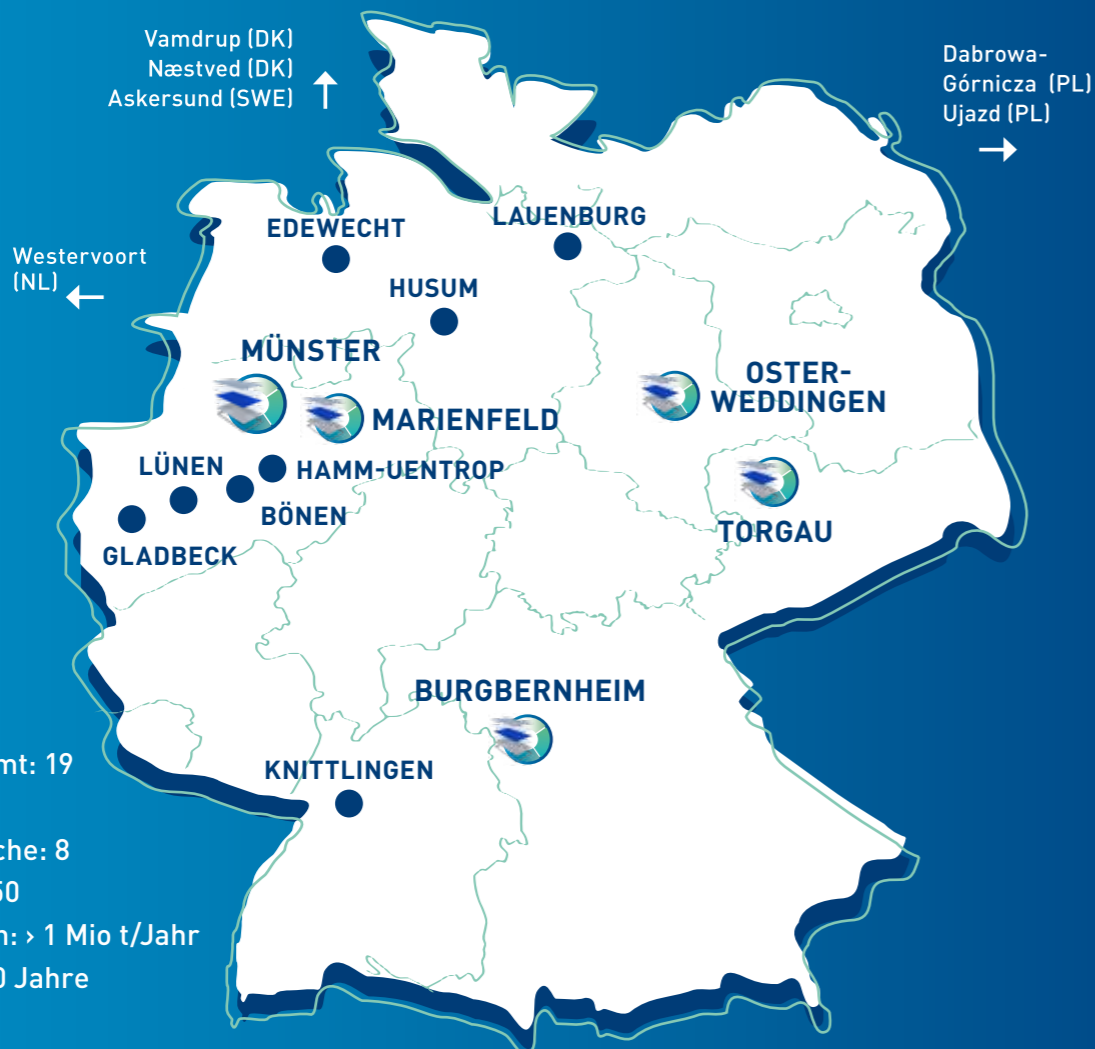 Vamdrup (DK)
Næstved (DK)
Askersund (SWE)
Dabrowa-
Górnicza (PL)
Ujazd (PL)
Westervoort
(NL)
EDEWECHT
LAUENBURG
HUSUM
MÜNSTER
MARIENFELD
OSTER-
WEDDINGEN
LÜNEN
HAMM-UENTROP
BÖNEN
GLADBECK
TORGAU
BURGBERNHEIM
KNITTLINGEN
mt: 19
che: 8
50
n: › 1 Mio t/Jahr
0 Jahre